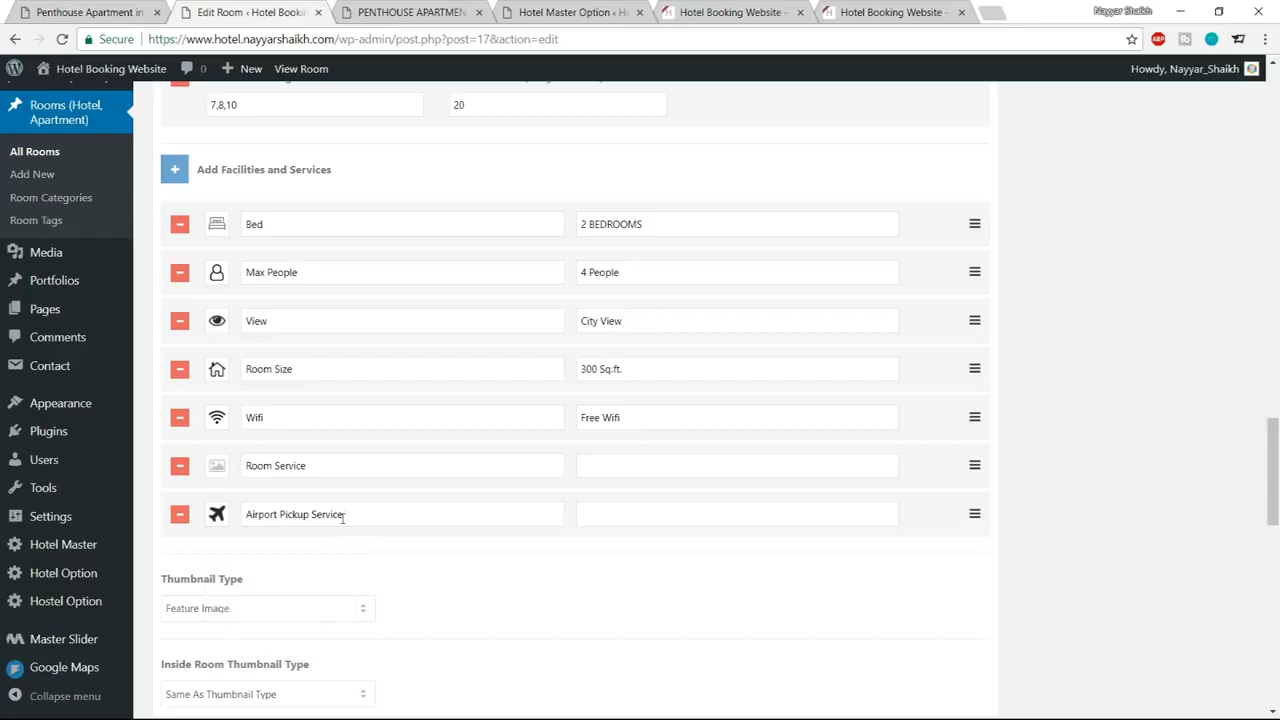 Penthouse Apartment in
Edit Room ‹ Hotel Bookin
PENTHOUSE APARTMEN
Hotel Master Option ‹ Ho
Hotel Booking Website –
Hotel Booking Website –
Nayyar Shaikh
Secure
https://www.hotel.nayyarshaikh.com/wp-admin/post.php?post=17&action=edit
ABP
Hotel Booking Website
0
New
View Room
Howdy, Nayyar_Shaikh
Rooms (Hotel,
Apartment)
All Rooms
Add New
Room Categories
Room Tags
Media
Portfolios
Pages
Comments
Contact
Appearance
Plugins
Users
Tools
Settings
Hotel Master
Hotel Option
Hostel Option
Master Slider
Google Maps
Collapse menu
7,8,10
20
Add Facilities and Services
Bed
2 BEDROOMS
Max People
4 People
View
City View
Room Size
300 Sq.ft.
Wifi
Free Wifi
Room Service
Airport Pickup Service
Thumbnail Type
Feature Image
Inside Room Thumbnail Type
Same As Thumbnail Type